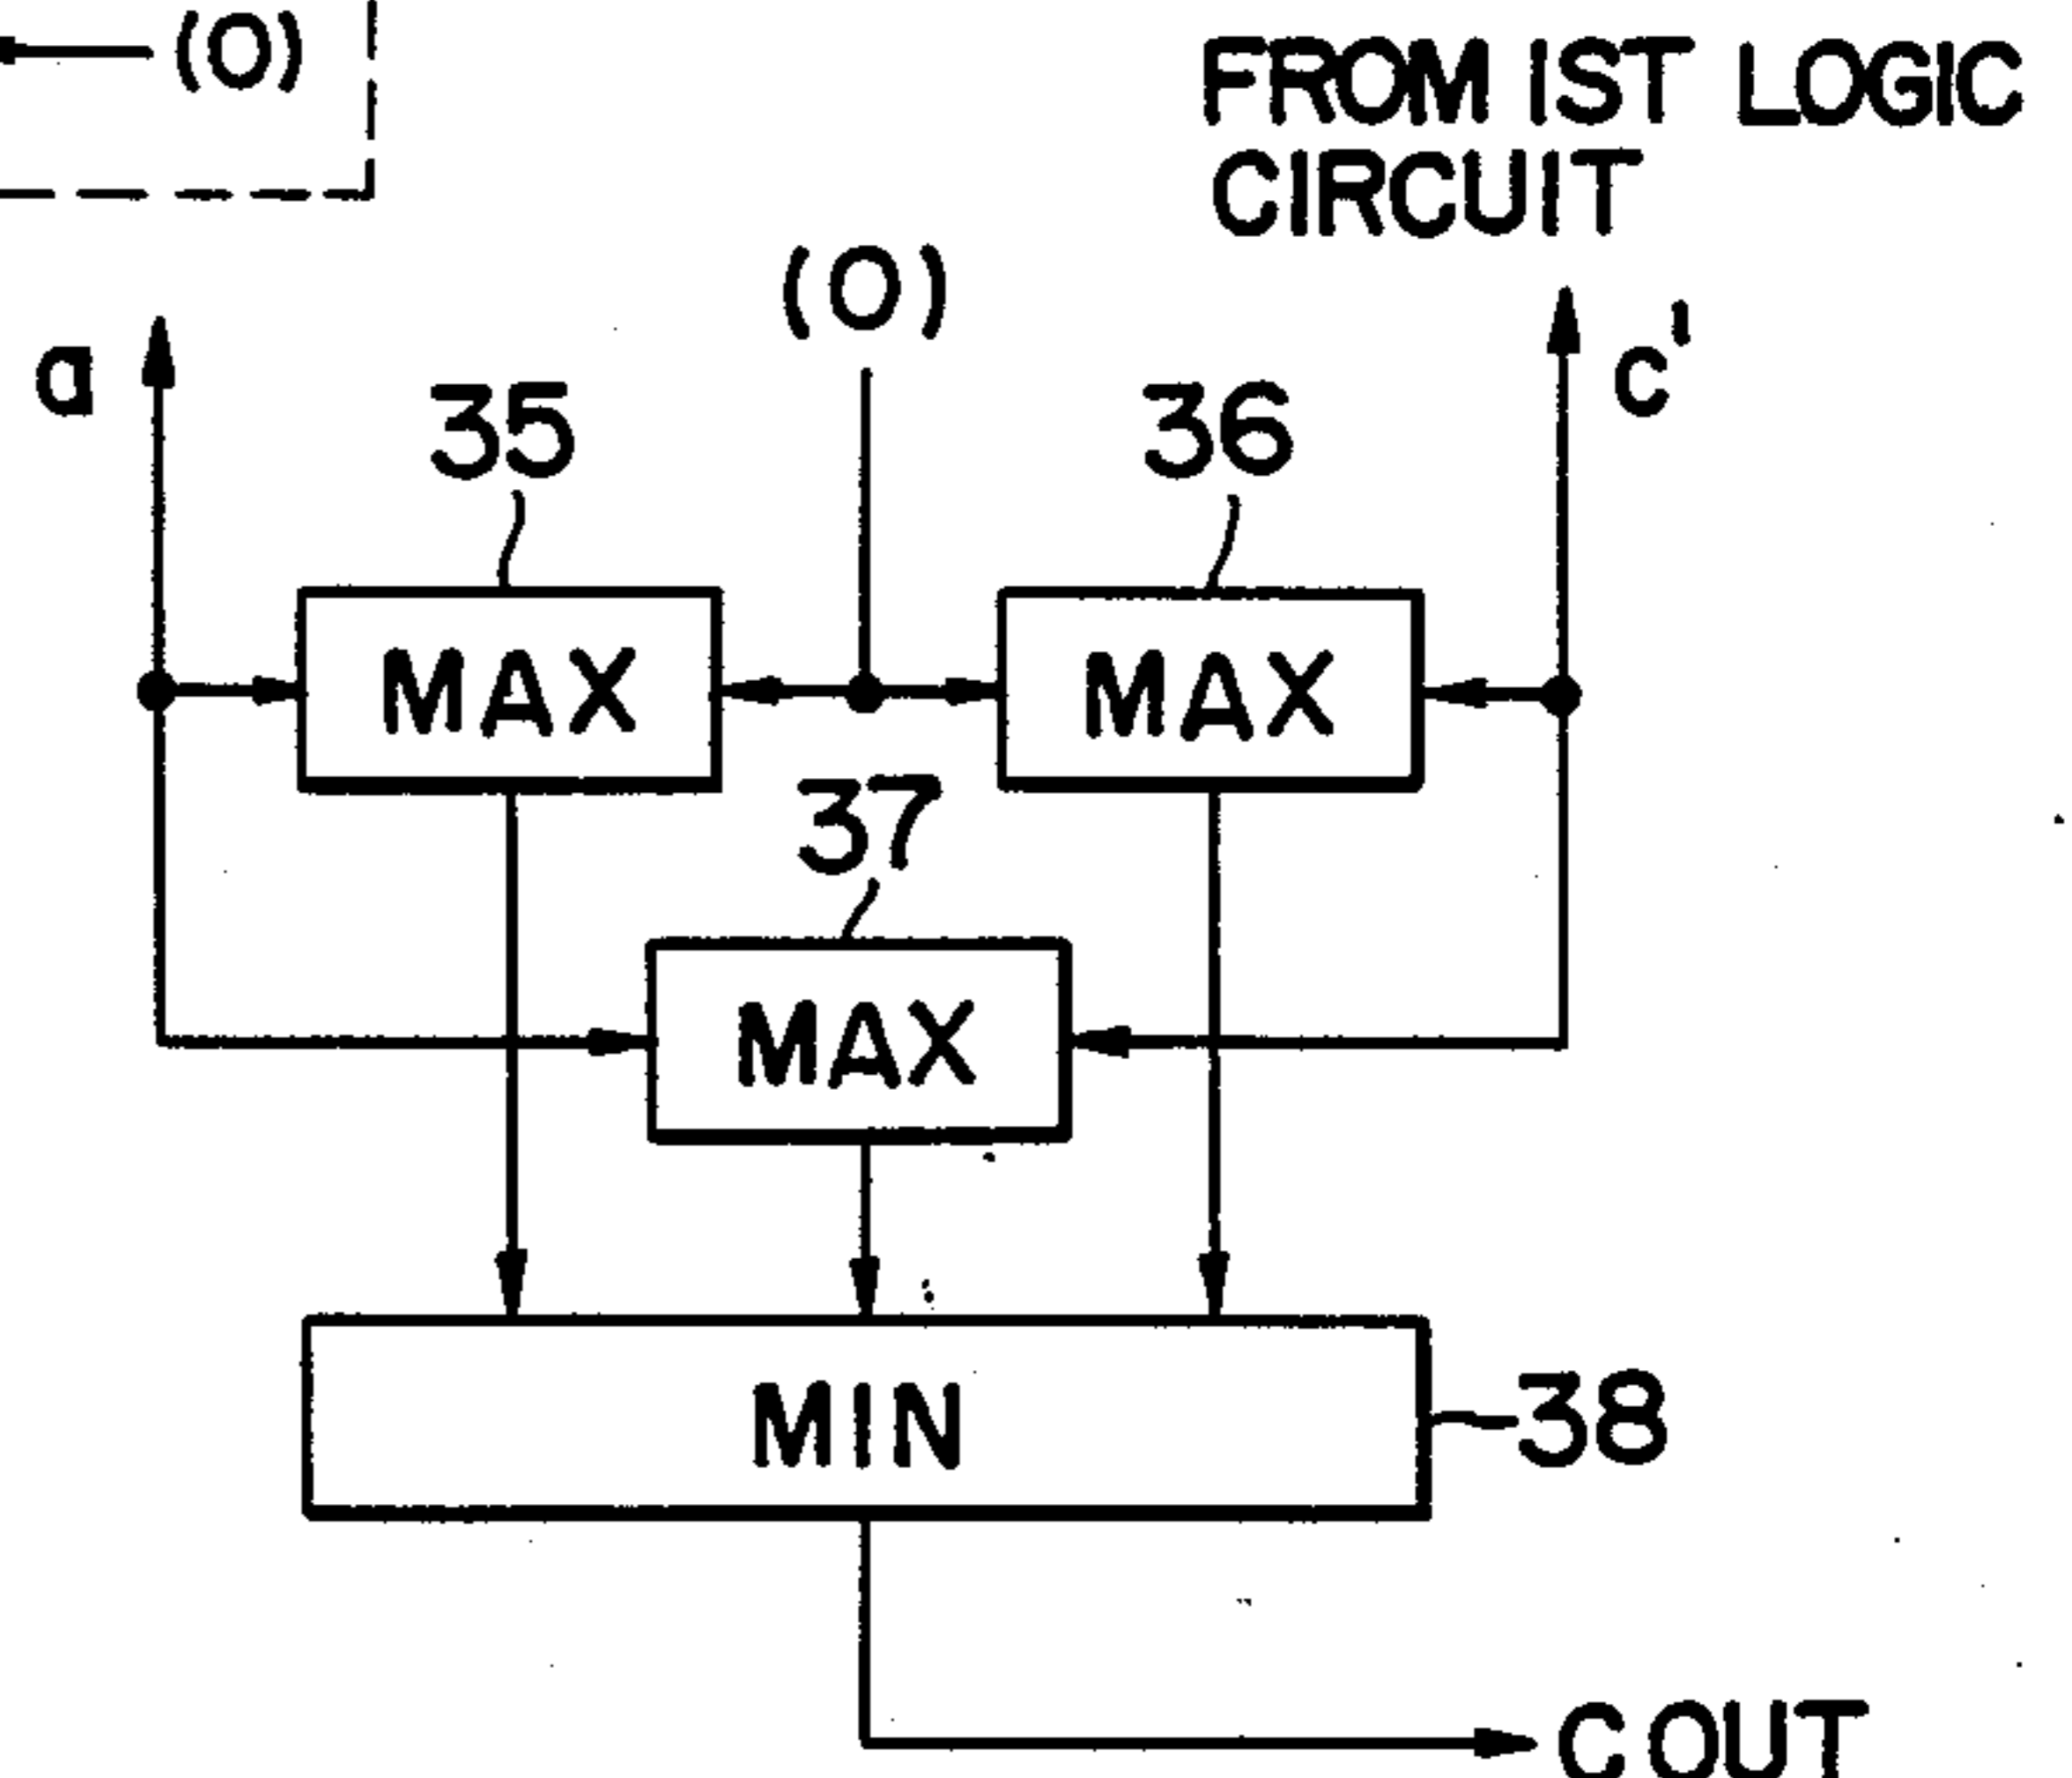 (O)
FROM IST LOGIC
CIRCUIT
(O)
a
c'
35
36
MAX
MAX
37
MAX
MIN
38
C OUT